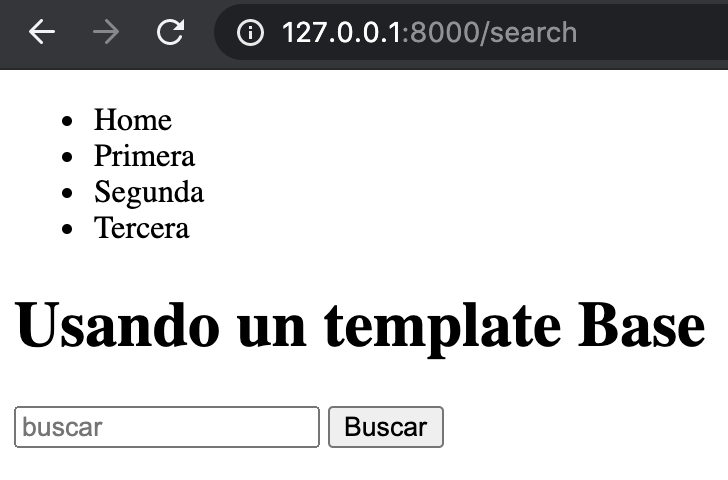 127.0.0.1:8000/search
Home
Primera
Segunda
Tercera
Usando un template Base
buscar Buscar